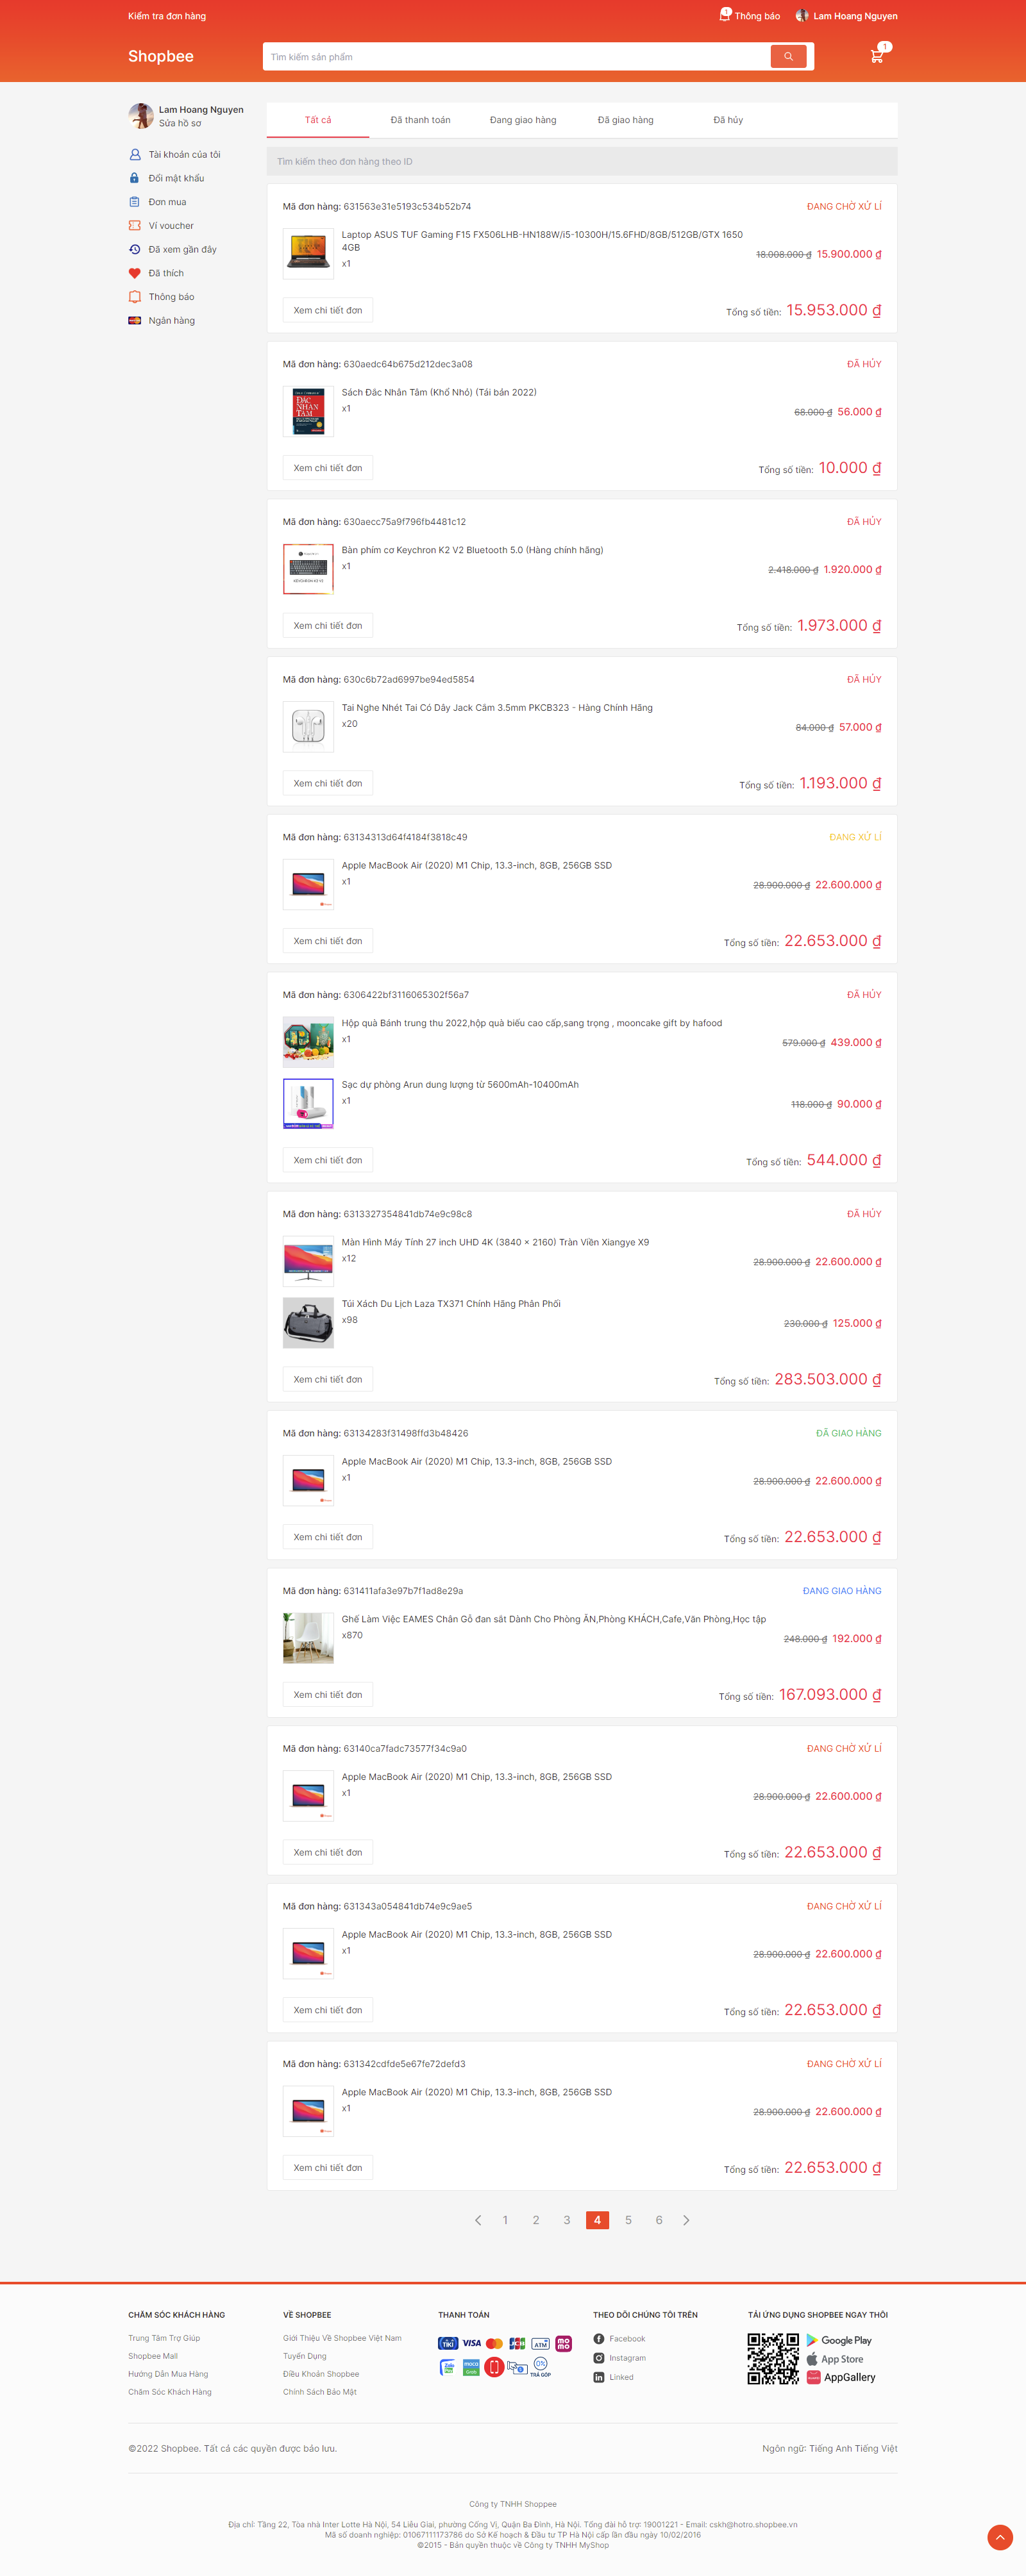 Kiểm tra đơn hàng
1
Thông báo
Lam Hoang Nguyen
Shopbee
Tìm kiếm sản phẩm
1
Lam Hoang Nguyen
Sửa hồ sơ
Tài khoản của tôi
Đổi mật khẩu
Đơn mua
Ví voucher
Đã xem gần đây
Đã thích
Thông báo
Ngân hàng
Tất cả
Đã thanh toán
Đang giao hàng
Đã giao hàng
Đã hủy
Tìm kiếm theo đơn hàng theo ID
Mã đơn hàng: 631563e31e5193c534b52b74
ĐANG CHỜ XỬ LÍ
Laptop ASUS TUF Gaming F15 FX506LHB-HN188W/i5-10300H/15.6FHD/8GB/512GB/GTX 1650
4GB
x1
18.008.000 ₫ 15.900.000 ₫
Xem chi tiết đơn
Tổng số tiền: 15.953.000 ₫
Mã đơn hàng: 630aedc64b675d212dec3a08
ĐÃ HỦY
ĐẮC
NHÂN
TÂM
Sách Đắc Nhân Tâm (Khổ Nhỏ) (Tái bản 2022)
x1
68.000 ₫ 56.000 ₫
Xem chi tiết đơn
Tổng số tiền: 10.000 ₫
Mã đơn hàng: 630aecc75a9f796fb4481c12
ĐÃ HỦY
Bàn phím cơ Keychron K2 V2 Bluetooth 5.0 (Hàng chính hãng)
x1
2.418.000 ₫ 1.920.000 ₫
Xem chi tiết đơn
Tổng số tiền: 1.973.000 ₫
Mã đơn hàng: 630c6b72ad6997be94ed5854
ĐÃ HỦY
Tai Nghe Nhét Tai Có Dây Jack Cắm 3.5mm PKCB323 - Hàng Chính Hãng
x20
84.000 ₫ 57.000 ₫
Xem chi tiết đơn
Tổng số tiền: 1.193.000 ₫
Mã đơn hàng: 63134313d64f4184f3818c49
ĐANG XỬ LÍ
Apple MacBook Air (2020) M1 Chip, 13.3-inch, 8GB, 256GB SSD
x1
28.900.000 ₫ 22.600.000 ₫
Xem chi tiết đơn
Tổng số tiền: 22.653.000 ₫
Mã đơn hàng: 6306422bf3116065302f56a7
ĐÃ HỦY
Hộp quà Bánh trung thu 2022,hộp quà biếu cao cấp,sang trọng , mooncake gift by hafood
x1
579.000 ₫ 439.000 ₫
Sạc dự phòng Arun dung lượng từ 5600mAh-10400mAh
x1
118.000 ₫ 90.000 ₫
Xem chi tiết đơn
Tổng số tiền: 544.000 ₫
Mã đơn hàng: 6313327354841db74e9c98c8
ĐÃ HỦY
Màn Hình Máy Tính 27 inch UHD 4K (3840 x 2160) Tràn Viền Xiangye X9
x12
28.900.000 ₫ 22.600.000 ₫
Túi Xách Du Lịch Laza TX371 Chính Hãng Phân Phối
x98
230.000 ₫ 125.000 ₫
Xem chi tiết đơn
Tổng số tiền: 283.503.000 ₫
Mã đơn hàng: 63134283f31498ffd3b48426
ĐÃ GIAO HÀNG
Apple MacBook Air (2020) M1 Chip, 13.3-inch, 8GB, 256GB SSD
x1
28.900.000 ₫ 22.600.000 ₫
Xem chi tiết đơn
Tổng số tiền: 22.653.000 ₫
Mã đơn hàng: 631411afa3e97b7f1ad8e29a
ĐANG GIAO HÀNG
Ghế Làm Việc EAMES Chân Gỗ đan sắt Dành Cho Phòng ĂN,Phòng KHÁCH,Cafe,Văn Phòng,Học tập
x870
248.000 ₫ 192.000 ₫
Xem chi tiết đơn
Tổng số tiền: 167.093.000 ₫
Mã đơn hàng: 63140ca7fadc73577f34c9a0
ĐANG CHỜ XỬ LÍ
Apple MacBook Air (2020) M1 Chip, 13.3-inch, 8GB, 256GB SSD
x1
28.900.000 ₫ 22.600.000 ₫
Xem chi tiết đơn
Tổng số tiền: 22.653.000 ₫
Mã đơn hàng: 631343a054841db74e9c9ae5
ĐANG CHỜ XỬ LÍ
Apple MacBook Air (2020) M1 Chip, 13.3-inch, 8GB, 256GB SSD
x1
28.900.000 ₫ 22.600.000 ₫
Xem chi tiết đơn
Tổng số tiền: 22.653.000 ₫
Mã đơn hàng: 631342cdfde5e67fe72defd3
ĐANG CHỜ XỬ LÍ
Apple MacBook Air (2020) M1 Chip, 13.3-inch, 8GB, 256GB SSD
x1
28.900.000 ₫ 22.600.000 ₫
Xem chi tiết đơn
Tổng số tiền: 22.653.000 ₫
1 2 3 4 5 6
CHĂM SÓC KHÁCH HÀNG
Trung Tâm Trợ Giúp
Shopbee Mall
Hướng Dẫn Mua Hàng
Chăm Sóc Khách Hàng
VỀ SHOPBEE
Giới Thiệu Về Shopbee Việt Nam
Tuyển Dụng
Điều Khoản Shopbee
Chính Sách Bảo Mật
THANH TOÁN
TIKI VISA JCB ATM momo
Zalo moca Grab 0% TRẢ GÓP
THEO DÕI CHÚNG TÔI TRÊN
Facebook
Instagram
Linked
TẢI ỨNG DỤNG SHOPBEE NGAY THÔI
Google Play
App Store
AppGallery
©2022 Shopbee. Tất cả các quyền được bảo lưu.
Ngôn ngữ: Tiếng Anh Tiếng Việt
Công ty TNHH Shoppee
Địa chỉ: Tầng 22, Tòa nhà Inter Lotte Hà Nội, 54 Liễu Giai, phường Cống Vị, Quận Ba Đình, Hà Nội. Tổng đài hỗ trợ: 19001221 - Email: cskh@hotro.shopbee.vn
Mã số doanh nghiệp: 01067111173786 do Sở Kế hoạch & Đầu tư TP Hà Nội cấp lần đầu ngày 10/02/2016
©2015 - Bản quyền thuộc về Công ty TNHH MyShop